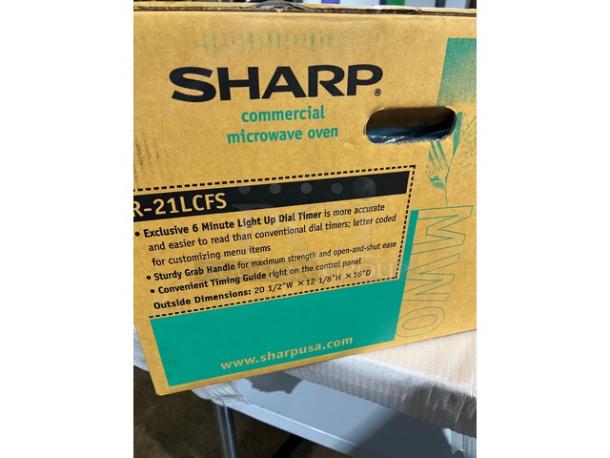 SHARP®
commercial
microwave oven
R-21LCFS
• Exclusive 6 Minute Light Up Dial Timer is more accurate
and easier to read than conventional dial timers; letter coded
for customizing menu items
• Sturdy Grab Handle for maximum strength and open-and-shut ease
• Convenient Timing Guide right on the control panel
Outside Dimensions: 20 1/2"W × 12 1/8"H × 16"D
www.sharpusa.com